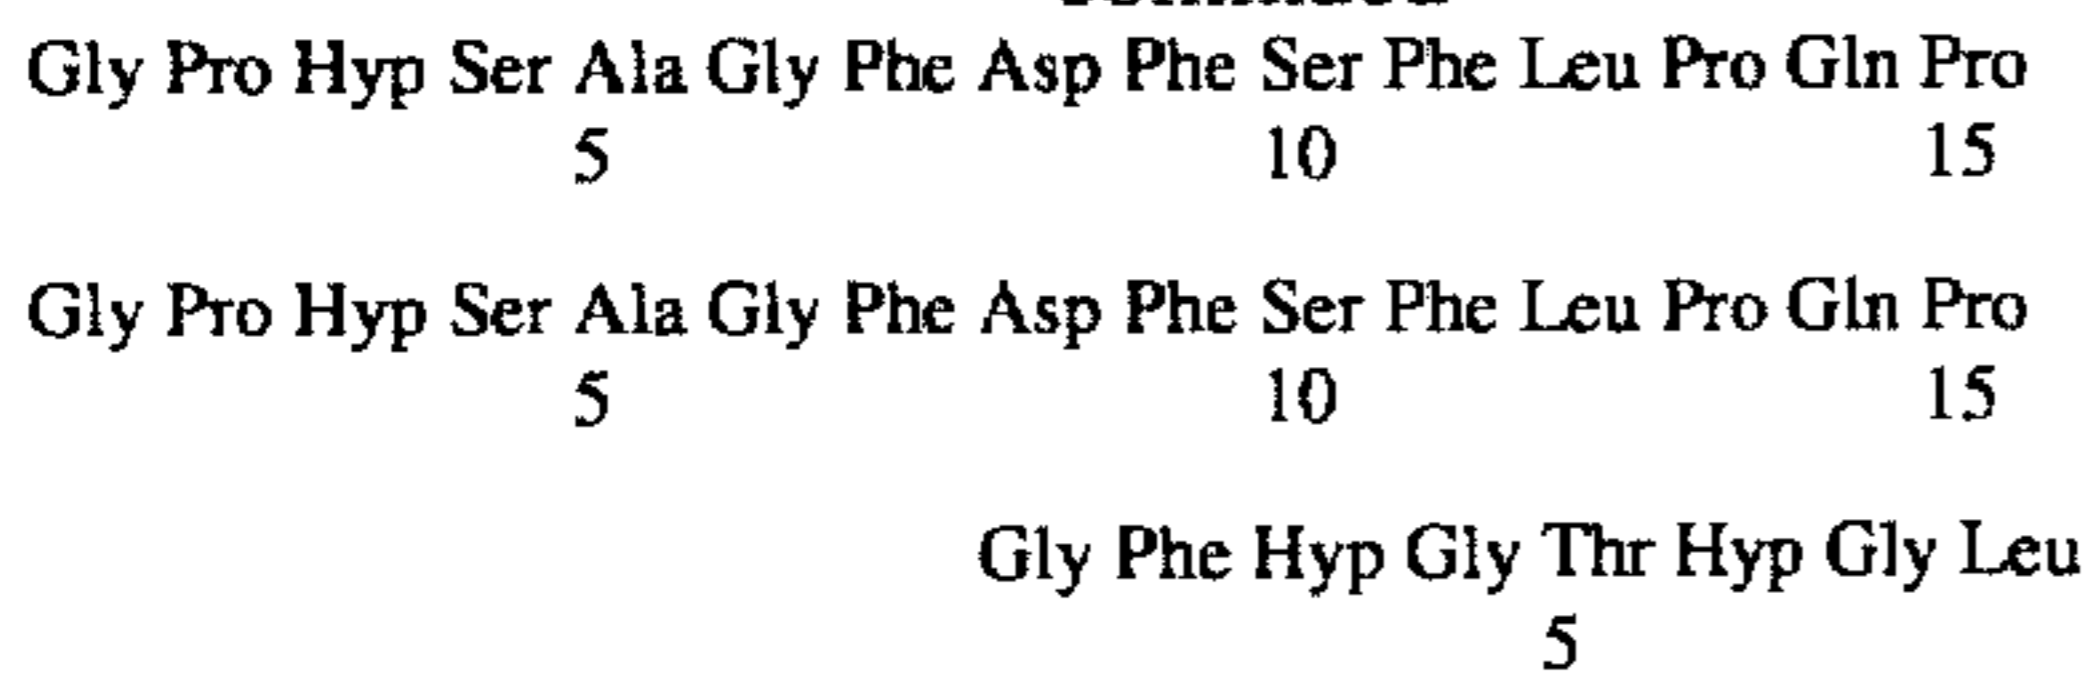 Gly Pro Hyp Ser Ala Gly Phe Asp Phe Ser Phe Leu Pro Gln Pro
5 10 15
Gly Pro Hyp Ser Ala Gly Phe Asp Phe Ser Phe Leu Pro Gln Pro
5 10 15
Gly Phe Hyp Gly Thr Hyp Gly Leu
5